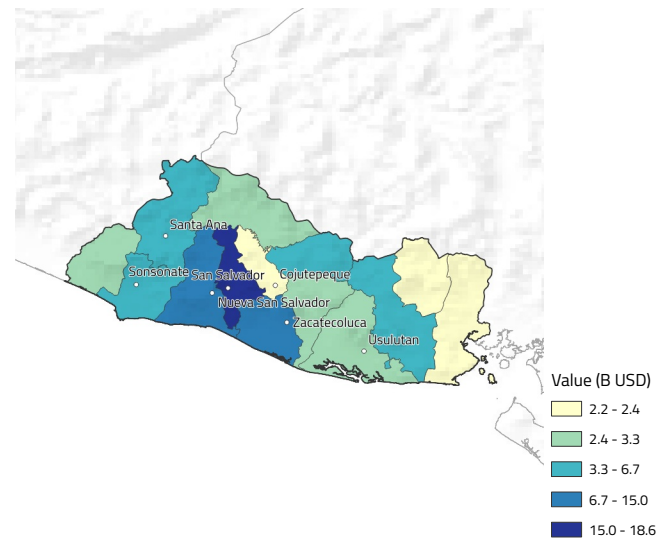 Santa Ana
Sonsonate
San Salvador
Cojutepeque
Nueva San Salvador
Zacatecoluca
Usulutan
Value (B USD)
2.2 - 2.4
2.4 - 3.3
3.3 - 6.7
6.7 - 15.0
15.0 - 18.6